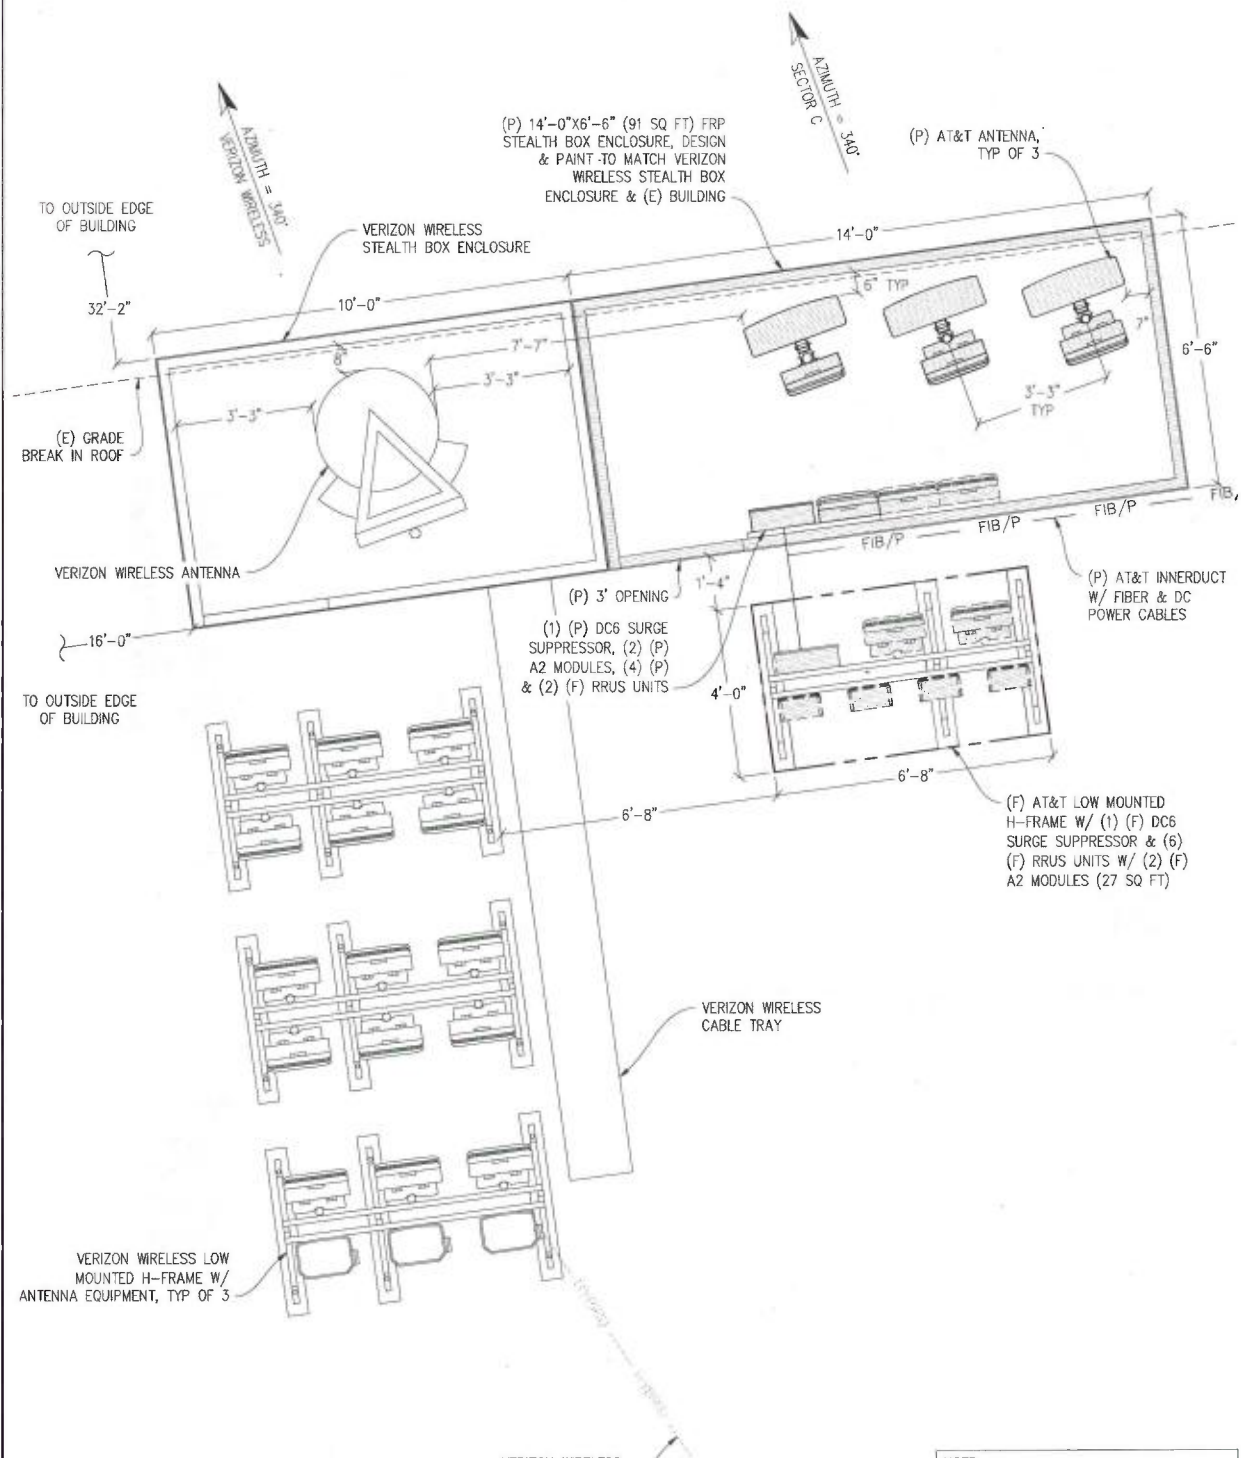 AZIMUTH = 340°
VERIZON WIRELESS
AZIMUTH = 340°
SECTOR C
(P) 14'-0"X6'-6" (91 SQ FT) FRP
STEALTH BOX ENCLOSURE, DESIGN
& PAINT TO MATCH VERIZON
WIRELESS STEALTH BOX
ENCLOSURE & (E) BUILDING
(P) AT&T ANTENNA,
TYP OF 3
TO OUTSIDE EDGE
OF BUILDING
VERIZON WIRELESS
STEALTH BOX ENCLOSURE
14'-0"
32'-2"
10'-0"
6" TYP
7"
6'-6"
8"
7'-7"
3'-3"
3'-3"
3'-3"
TYP
(E) GRADE
BREAK IN ROOF
FIB/P
FIB/P
FIB/P
FIB/
VERIZON WIRELESS ANTENNA
(P) 3' OPENING
1'-4"
(P) AT&T INNERDUCT
W/ FIBER & DC
POWER CABLES
16'-0"
(1) (P) DC6 SURGE
SUPPRESSOR, (2) (P)
A2 MODULES, (4) (P)
& (2) (F) RRUS UNITS
4'-0"
TO OUTSIDE EDGE
OF BUILDING
6'-8"
6'-8"
(F) AT&T LOW MOUNTED
H-FRAME W/ (1) (F) DC6
SURGE SUPPRESSOR & (6)
(F) RRUS UNITS W/ (2) (F)
A2 MODULES (27 SQ FT)
VERIZON WIRELESS
CABLE TRAY
VERIZON WIRELESS LOW
MOUNTED H-FRAME W/
ANTENNA EQUIPMENT, TYP OF 3
VERIZON WIRELESS
NOTE